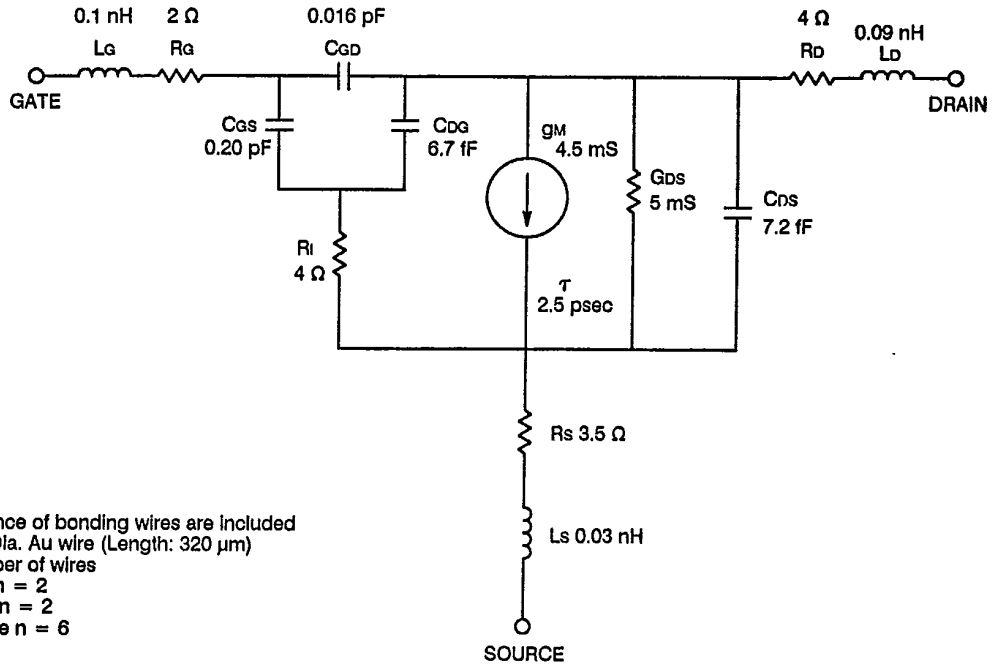 0.1 nH
2 Ω
0.016 pF
4 Ω
0.09 nH
LG
RG
CGD
RD
LD
GATE
DRAIN
CGS
0.20 pF
CDG
6.7 fF
gM
4.5 mS
GDS
5 mS
CDS
7.2 fF
RI
4 Ω
τ
2.5 psec
Rs 3.5 Ω
Ls 0.03 nH
SOURCE
of bonding wires are included
Au wire (Length: 320 µm)
of wires
n = 2
n = 2
n = 6